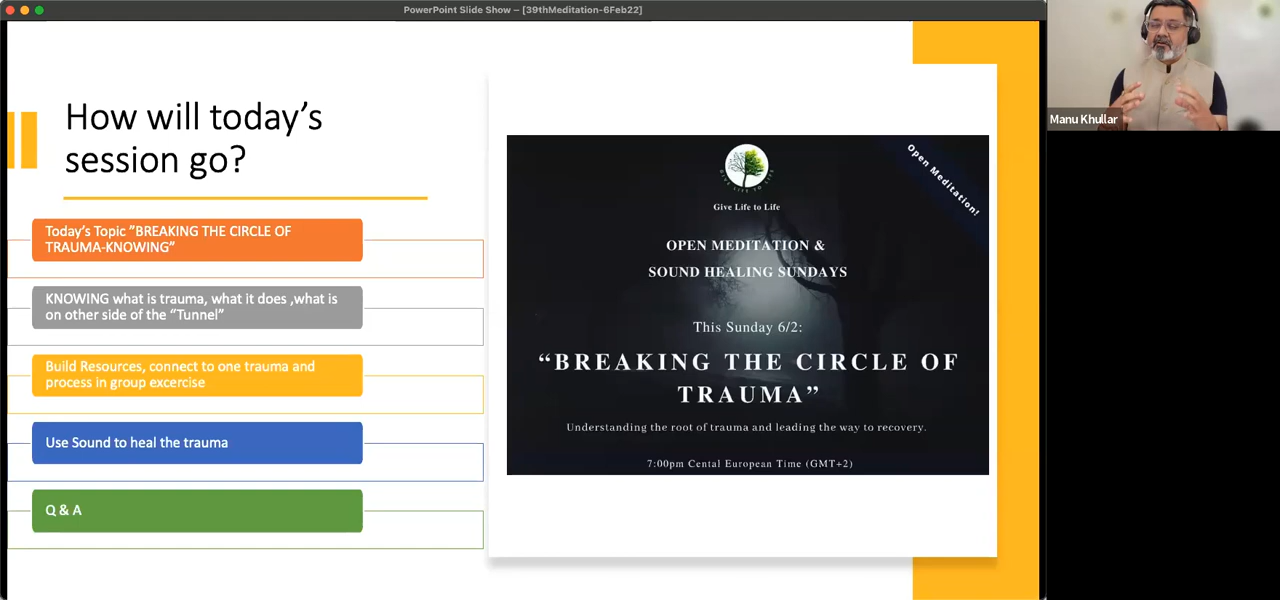 PowerPoint Slide Show – [39thMeditation-6Feb22]
How will today's
session go?
Today's Topic "BREAKING THE CIRCLE OF
TRAUMA-KNOWING"
KNOWING what is trauma, what it does ,what is
on other side of the "Tunnel"
Build Resources, connect to one trauma and
process in group excercise
Use Sound to heal the trauma
Q & A
GIVE LIFE TO LIFE
Give Life to Life
Open Meditation!
OPEN MEDITATION &
SOUND HEALING SUNDAYS
This Sunday 6/2:
“BREAKING THE CIRCLE OF
TRAUMA”
Understanding the root of trauma and leading the way to recovery.
7:00pm Cental European Time (GMT+2)
Manu Khullar